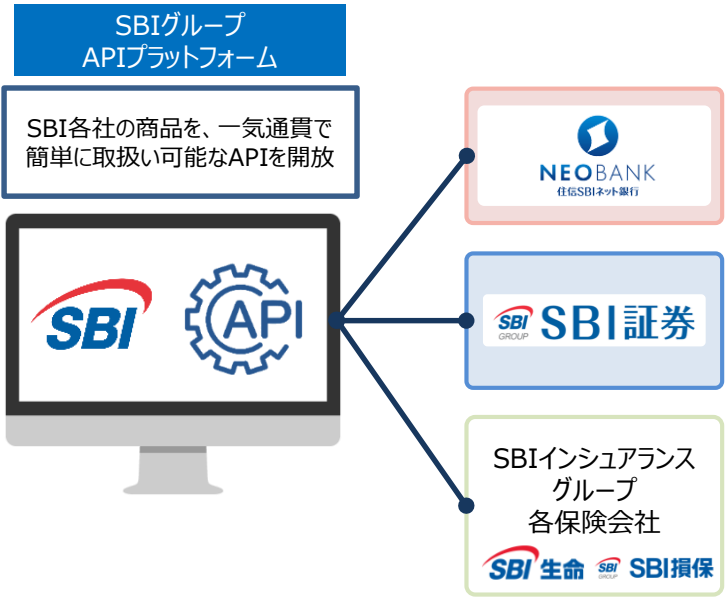 SBIグループ
APIプラットフォーム
SBI各社の商品を、一気通貫で
簡単に取扱い可能なAPIを開放
SBI
API
NEOBANK
住信SBIネット銀行
SBI GROUP SBI証券
SBIインシュアランス
グループ
各保険会社
SBI生命 SBI GROUP SBI損保